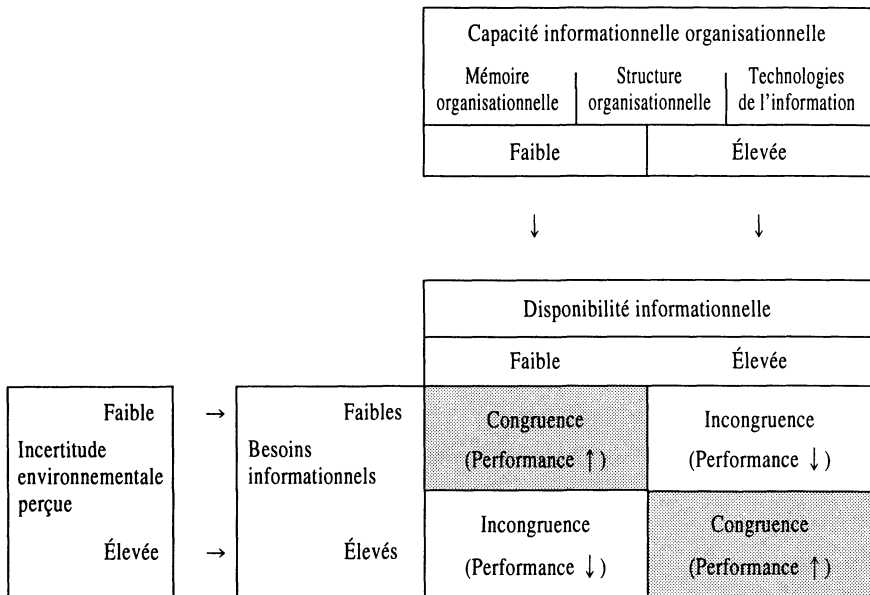 Capacité informationnelle organisationnelle
Mémoire organisationnelle
Structure organisationnelle
Technologies de l'information
Faible Élevée
↓ ↓
Disponibilité informationnelle
Faible Élevée
Faible → Faibles
Incertitude environnementale perçue
Besoins informationnels
Congruence
(Performance ↑)
Incongruence
(Performance ↓)
Élevée → Élevés
Incongruence
(Performance ↓)
Congruence
(Performance ↑)